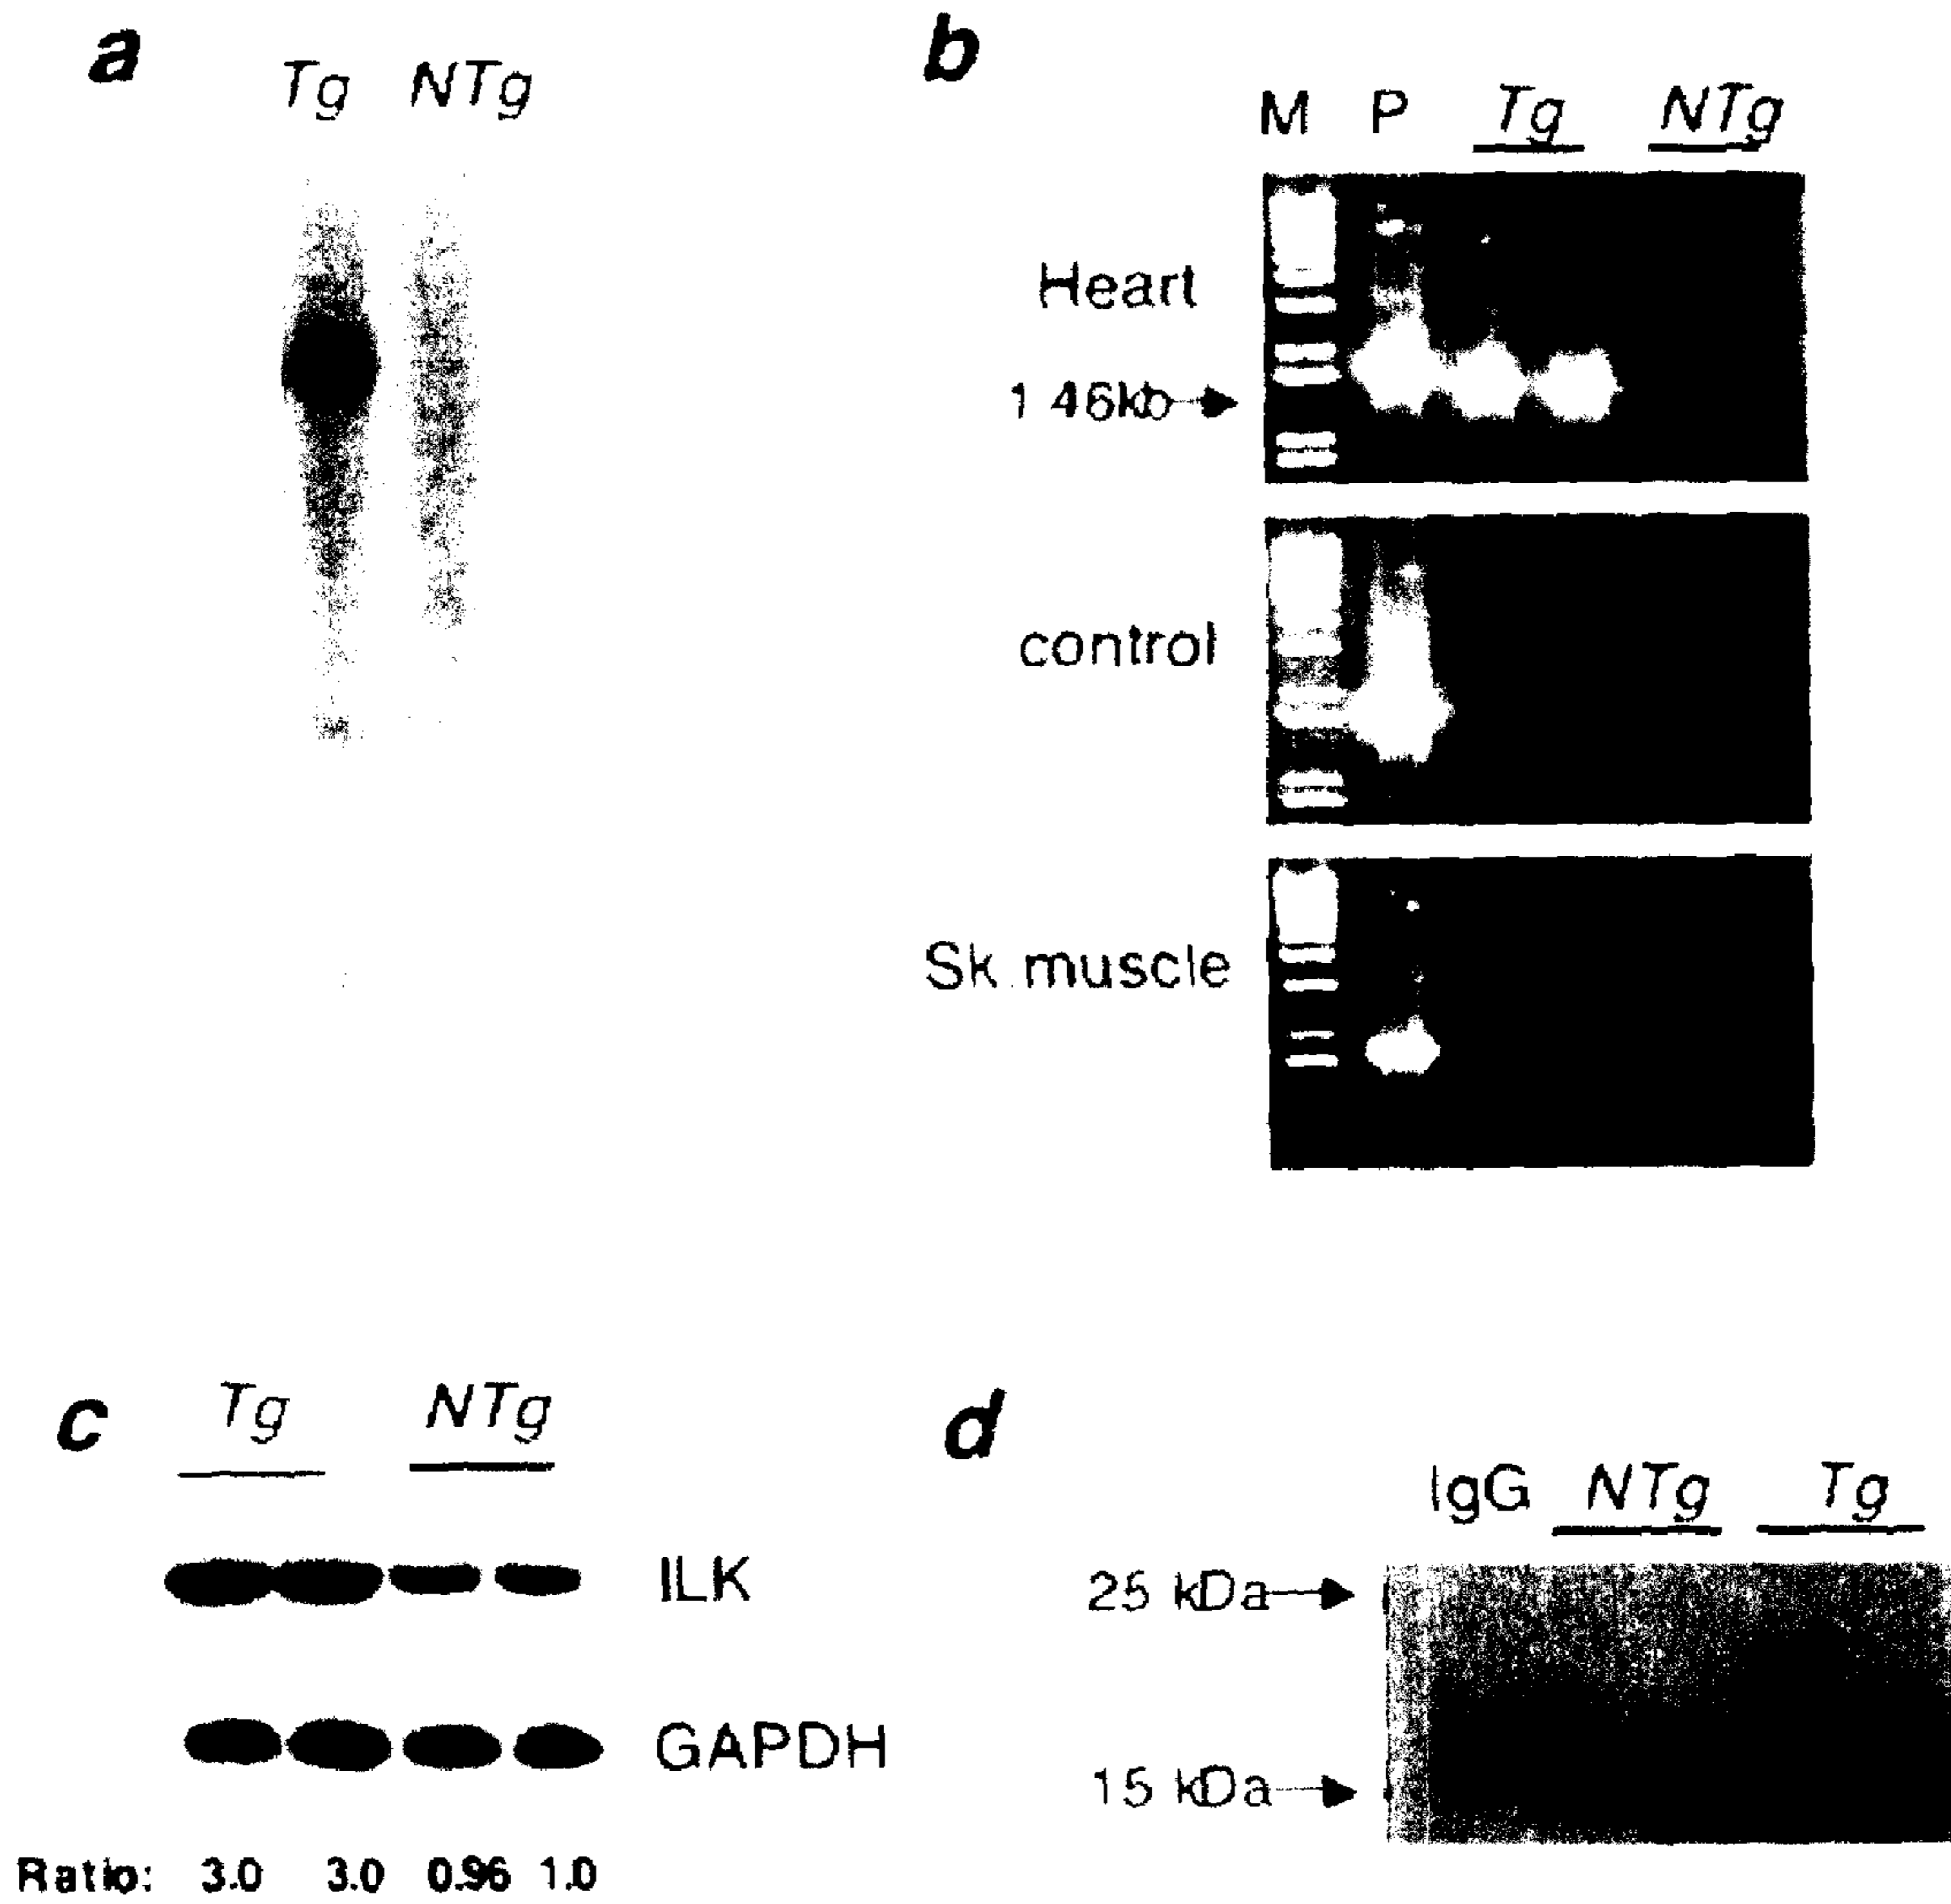 a
Tg NTg
b
M P Tg NTg
Heart
1 46kb
control
Sk. muscle
c
Tg NTg
ILK
GAPDH
Ratio: 3.0 3.0 0.96 1.0
d
IgG NTg Tg
25 kDa
15 kDa